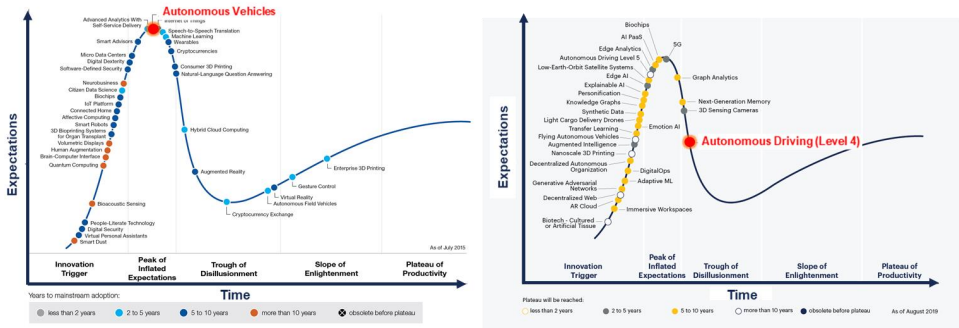 Autonomous Vehicles
Advanced Analytics With
Self-Service Delivery
Speech-to-Speech Translation
Machine Learning
Wearables
Smart Advisors
Cryptocurrencies
Micro Data Centers
Digital Dexterity
Software-Defined Security
Consumer 3D Printing
Natural-Language Question Answering
Neurobusiness
Citizen Data Science
Biochips
IoT Platform
Connected Home
Affective Computing
Smart Robots
3D Bioprinting Systems
for Organ Transplant
Volumetric Displays
Human Augmentation
Brain-Computer Interface
Quantum Computing
Hybrid Cloud Computing
Augmented Reality
Enterprise 3D Printing
Gesture Control
Virtual Reality
Autonomous Field Vehicles
Cryptocurrency Exchange
Bioacoustic Sensing
People-Literate Technology
Digital Security
Virtual Personal Assistants
Smart Dust
Expectations
As of July 2015
Innovation
Trigger
Peak of
Inflated
Expectations
Trough of
Disillusionment
Slope of
Enlightenment
Plateau of
Productivity
Time
Years to mainstream adoption:
less than 2 years
2 to 5 years
5 to 10 years
more than 10 years
obsolete before plateau
Biochips
AI PaaS
5G
Edge Analytics
Autonomous Driving Level 5
Low-Earth-Orbit Satellite Systems
Edge AI
Explainable AI
Personification
Knowledge Graphs
Synthetic Data
Light Cargo Delivery Drones
Transfer Learning
Flying Autonomous Vehicles
Augmented Intelligence
Nanoscale 3D Printing
Decentralized Autonomous
Organization
Generative Adversarial
Networks
Decentralized Web
AR Cloud
Biotech - Cultured
or Artificial Tissue
Graph Analytics
Next-Generation Memory
3D Sensing Cameras
Emotion AI
Autonomous Driving (Level 4)
DigitalOps
Adaptive ML
Immersive Workspaces
Expectations
Innovation
Trigger
Peak of
Inflated
Expectations
Trough of
Disillusionment
Slope of
Enlightenment
Plateau of
Productivity
Time
Plateau will be reached:
less than 2 years
2 to 5 years
5 to 10 years
more than 10 years
obsolete before plateau
As of August 2019